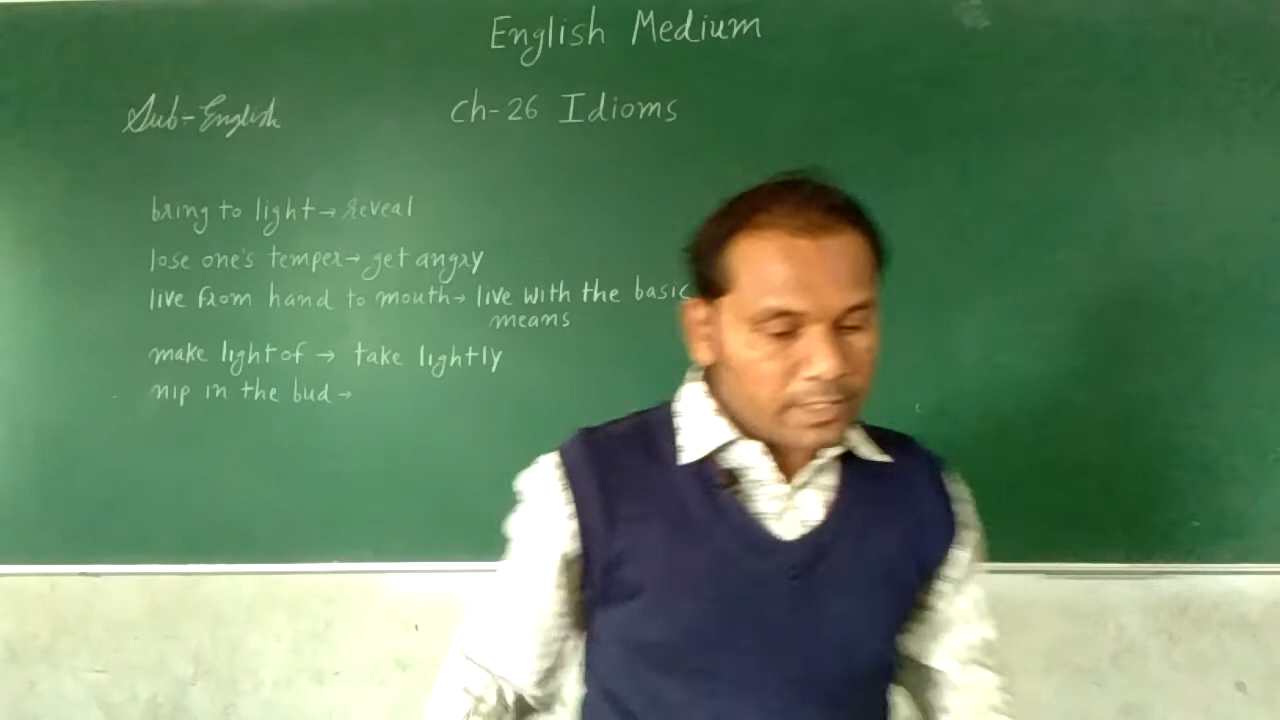 English Medium
Sub-English
Ch-26 Idioms
bring to light → reveal
lose one's temper → get angry
live from hand to mouth → live with the basic
means
make light of → take lightly
nip in the bud →